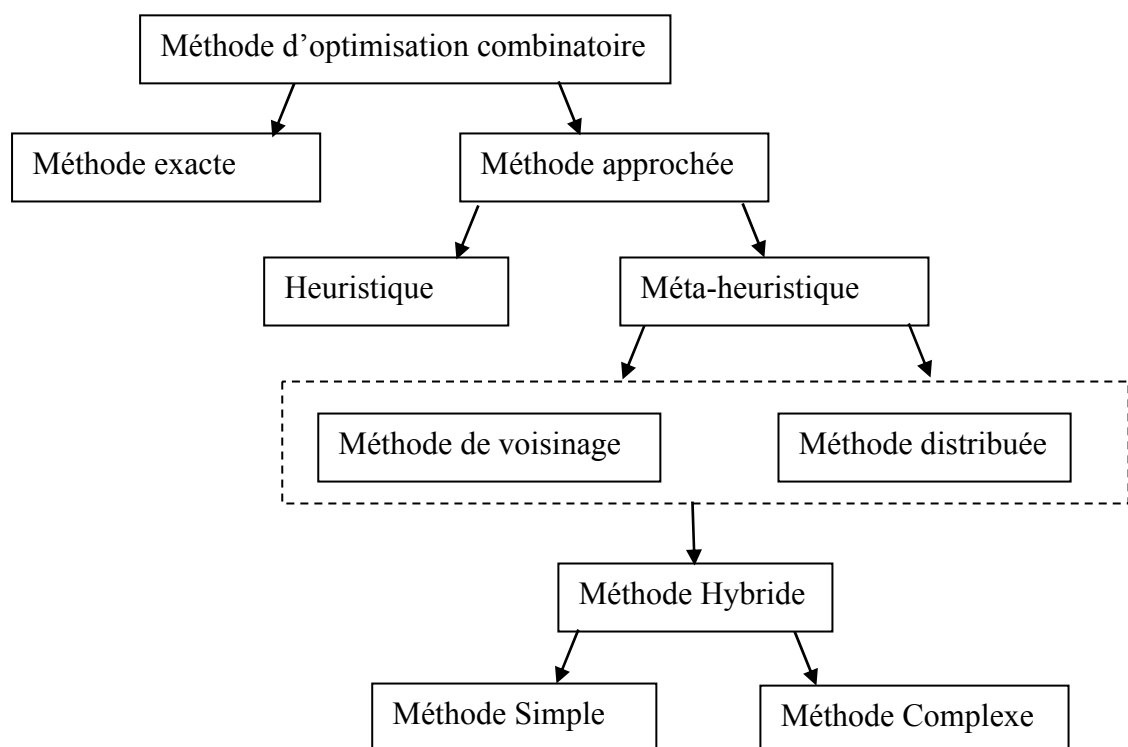 Méthode d’optimisation combinatoire
Méthode exacte
Méthode approchée
Heuristique
Méta-heuristique
Méthode de voisinage
Méthode distribuée
Méthode Hybride
Méthode Simple
Méthode Complexe